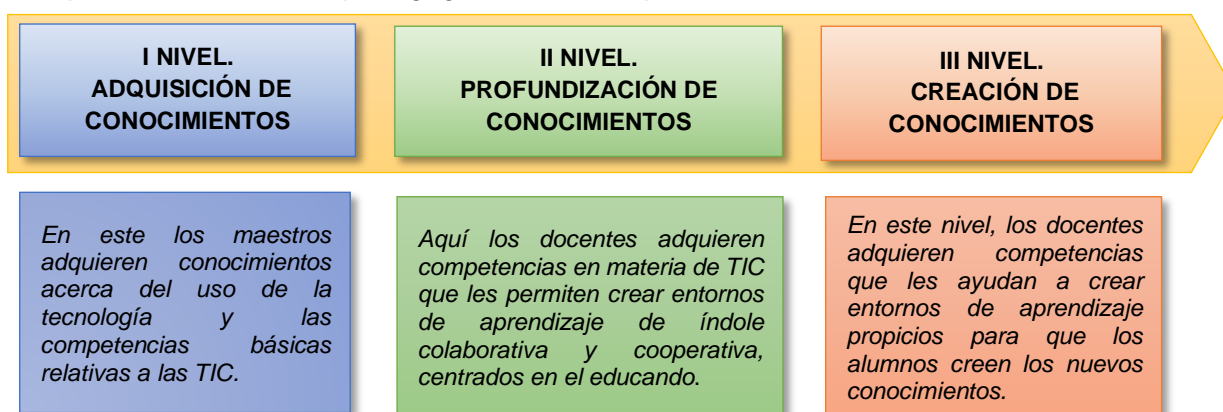 I NIVEL.
ADQUISICIÓN DE
CONOCIMIENTOS
II NIVEL.
PROFUNDIZACIÓN DE
CONOCIMIENTOS
III NIVEL.
CREACIÓN DE
CONOCIMIENTOS
En este los maestros
adquieren conocimientos
acerca del uso de la
tecnología y las
competencias básicas
relativas a las TIC.
Aquí los docentes adquieren
competencias en materia de TIC
que les permiten crear entornos
de aprendizaje de índole
colaborativa y cooperativa,
centrados en el educando.
En este nivel, los docentes
adquieren competencias
que les ayudan a crear
entornos de aprendizaje
propicios para que los
alumnos creen los nuevos
conocimientos.